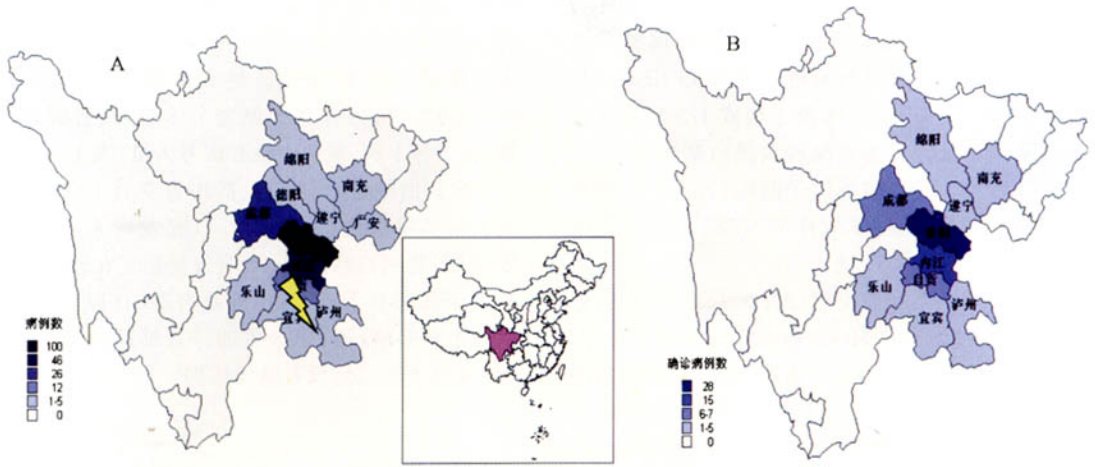 A
绵阳
德阳
南充
成都
遂宁
广安
乐山
宜宾
泸州
病例数
100
46
26
12
1-5
0
B
绵阳
南充
成都
遂宁
内江
自贡
乐山
宜宾
泸州
确诊病例数
28
15
6-7
1-5
0